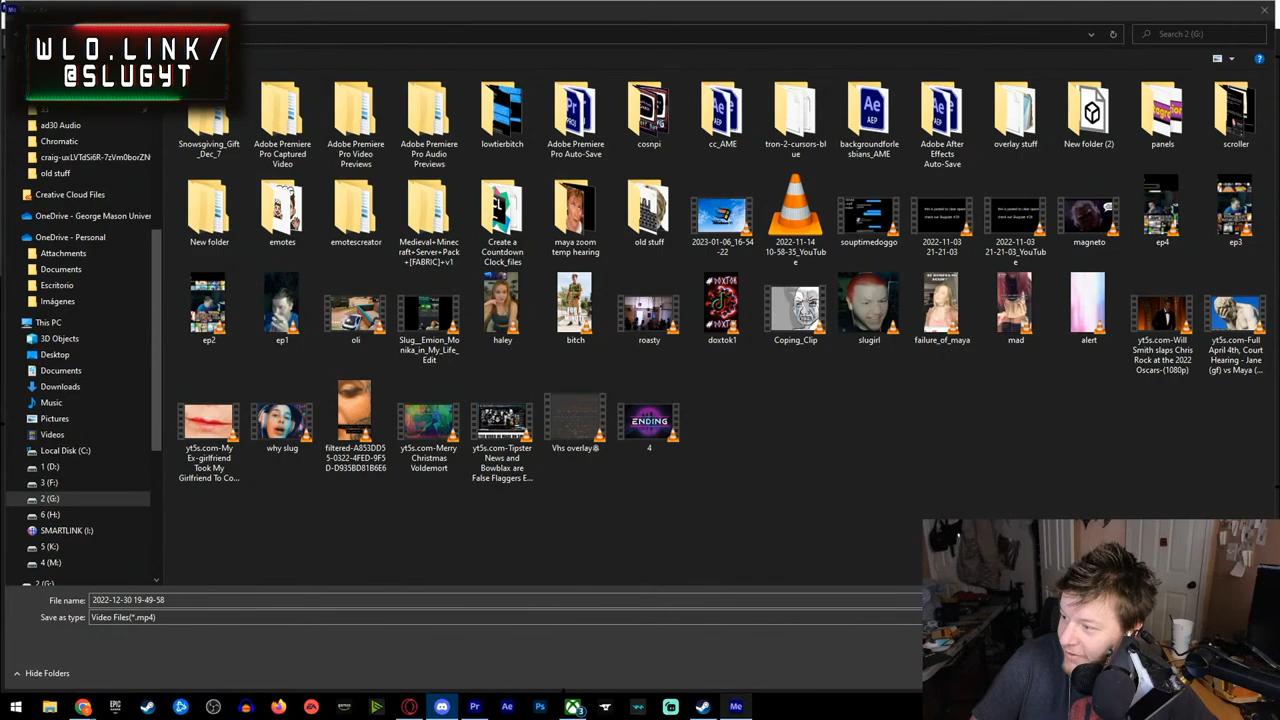 WLO.LINK/
@SLUGYT
Search 2 (G:)
ad30 Audio
Chromatic
craig-uxLVTdSi6R-7zVm0borZN
old stuff
Creative Cloud Files
OneDrive - George Mason Univer
OneDrive - Personal
Attachments
Documents
Escritorio
Imágenes
This PC
3D Objects
Desktop
Documents
Downloads
Music
Pictures
Videos
Local Disk (C:)
1 (D:)
3 (F:)
2 (G:)
6 (H:)
SMARTLINK (I:)
5 (K:)
4 (M:)
2 (G:)
Snowsgiving_Gift
_Dec_7
Adobe Premiere
Pro Captured
Video
Adobe Premiere
Pro Video
Previews
Adobe Premiere
Pro Audio
Previews
lowtierbitch
Adobe Premiere
Pro Auto-Save
cosnpi
cc_AME
tron-2-cursors-bl
ue
backgroundforle
sbians_AME
Adobe After
Effects
Auto-Save
overlay stuff
New folder (2)
panels
scroller
New folder
emotes
emotescreator
Medieval+Minec
raft+Server+Pack
+[FABRIC]+v1
Create a
Countdown
Clock_files
maya zoom
temp hearing
old stuff
2023-01-06_16-54
-22
2022-11-14
10-58-35_YouTub
e
souptimedoggo
2022-11-03
21-21-03
2022-11-03
21-21-03_YouTub
e
magneto
ep4
ep3
ep2
ep1
oli
Slug__Emion_Mo
nika_in_My_Life_
Edit
haley
bitch
roasty
doxtok1
Coping_Clip
slugirl
failure_of_maya
mad
alert
yt5s.com-Will
Smith slaps Chris
Rock at the 2022
Oscars-(1080p)
yt5s.com-Full
April 4th, Court
Hearing - Jane
(gf) vs Maya (...
yt5s.com-My
Ex-girlfriend
Took My
Girlfriend To Co...
why slug
filtered-A853DD5
5-0322-4FED-9F5
D-D935BD81B6E6
yt5s.com-Merry
Christmas
Voldemort
yt5s.com-Tipster
News and
Bowblax are
False Flaggers E...
Vhs overlay
4
ENDING
File name: 2022-12-30 19-49-58
Save as type: Video Files(*.mp4)
Hide Folders